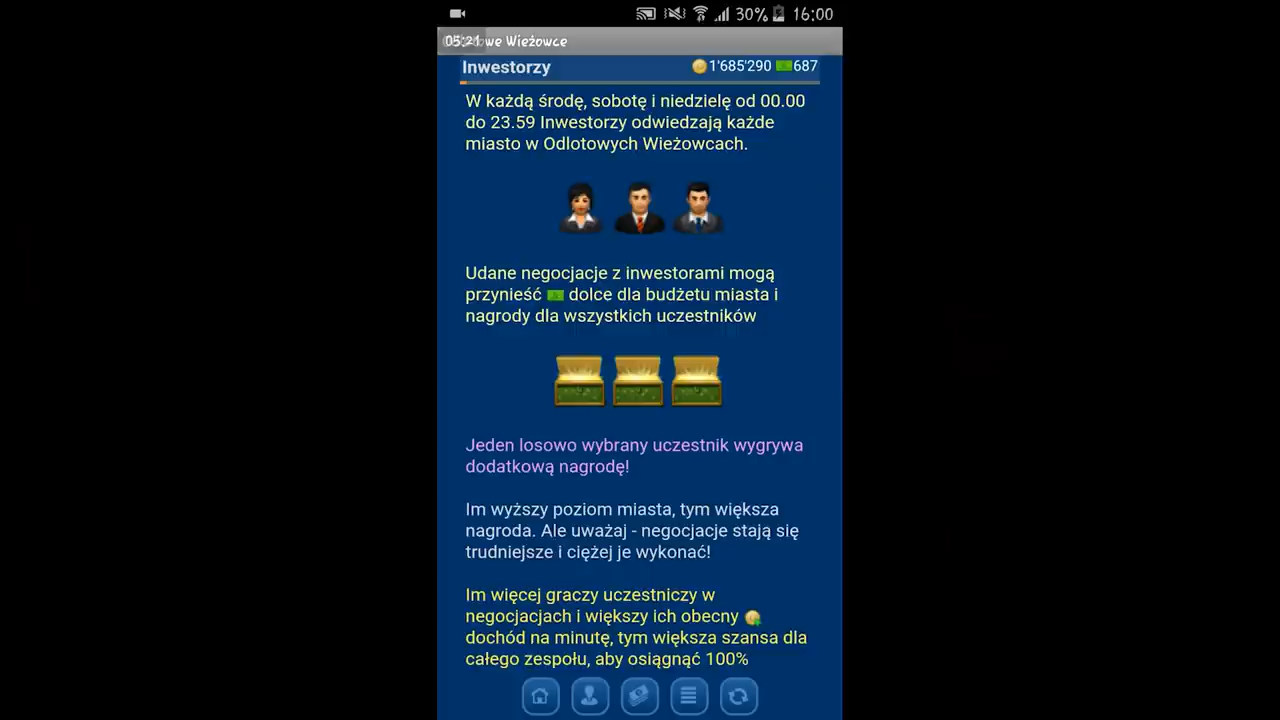 30% 16:00
05:21 we Wieżowce
Inwestorzy 1'685'290 687
W każdą środę, sobotę i niedzielę od 00.00
do 23.59 Inwestorzy odwiedzają każde
miasto w Odlotowych Wieżowcach.
Udane negocjacje z inwestorami mogą
przynieść dolce dla budżetu miasta i
nagrody dla wszystkich uczestników
Jeden losowo wybrany uczestnik wygrywa
dodatkową nagrodę!
Im wyższy poziom miasta, tym większa
nagroda. Ale uważaj - negocjacje stają się
trudniejsze i ciężej je wykonać!
Im więcej graczy uczestniczy w
negocjacjach i większy ich obecny
dochód na minutę, tym większa szansa dla
całego zespołu, aby osiągnąć 100%